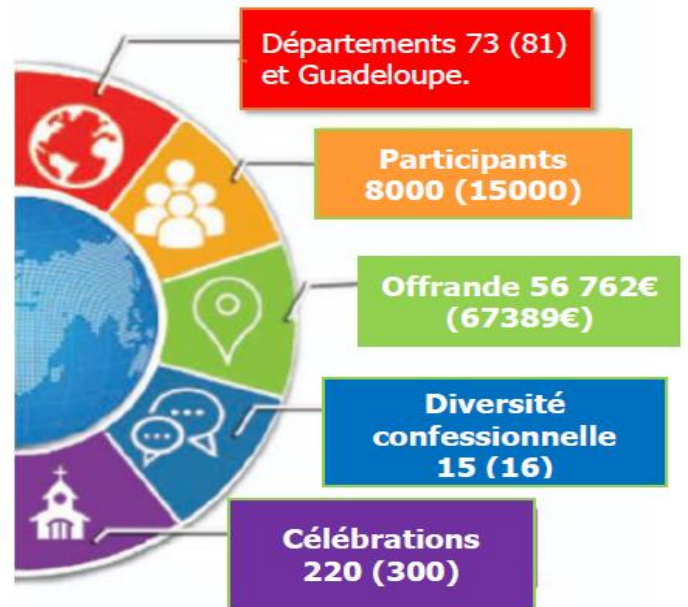 Départements 73 (81)
et Guadeloupe.
Participants
8000 (15000)
Offrande 56 762€
(67389€)
Diversité
confessionnelle
15 (16)
Célébrations
220 (300)